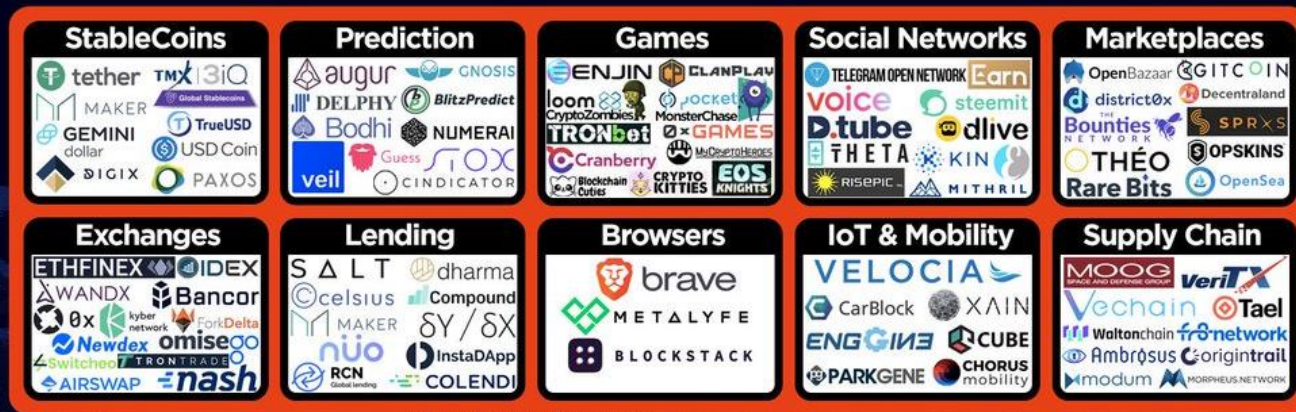 StableCoins
tether TMX | 3iQ
MAKER Global Stablecoins
GEMINI dollar TrueUSD
USD Coin
DIGIX PAXOS
Prediction
augur GNOSIS
DELPHY BlitzPredict
Bodhi NUMERAI
veil Guess STOX
CINDICATOR
Games
ENJIN CP CLANPLAY
loom pocket
CryptoZombies MonsterChase
TRONbet 0xGAMES
Cranberry MyCryptoHeroes
Blockchain Cuties CRYPTO KITTIES EOS KNIGHTS
Social Networks
TELEGRAM OPEN NETWORK Earn
voice steemit
D.tube dlive
THETA KIN
RISEPIC MITHRIL
Marketplaces
OpenBazaar GITCOIN
district0x Decentraland
The Bounties NETWORK SPRXS
THÉO OPSKINS
Rare Bits OpenSea
Exchanges
ETHFINEX IDEX
WANDX Bancor
0x kyber network ForkDelta
Newdex omisego
Switcheo TRONTRADE
AIRSWAP nash
Lending
SALT dharma
celsius Compound
MAKER δY/δX
nüo InstaDApp
RCN Global lending COLENDI
Browsers
brave
METALYFE
BLOCKSTACK
IoT & Mobility
VELOCIA
CarBlock XAIN
ENGGIN3 CUBE
PARKGENE CHORUS mobility
Supply Chain
MOOG SPACE AND DEFENSE GROUP VeriTX
Vechain Tael
Waltonchain fr8network
Ambrosus origintrail
modum MORPHEUS.NETWORK